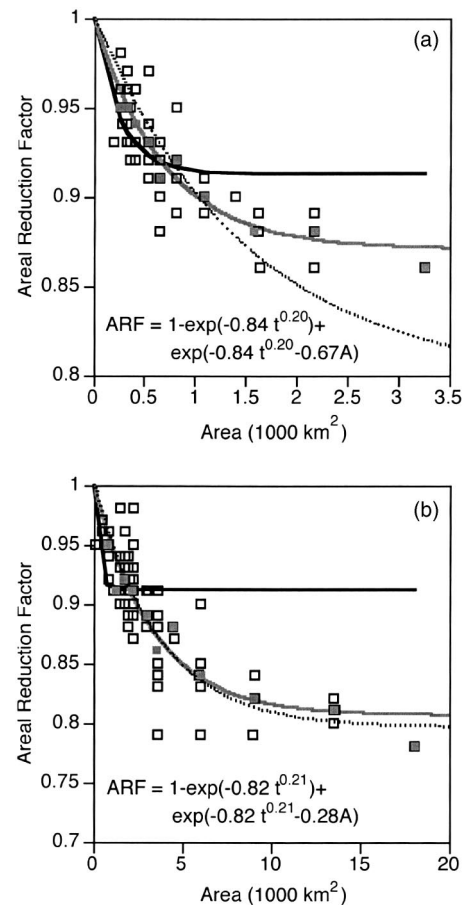 (a)
1
0.95
0.9
0.85
0.8
Areal Reduction Factor
ARF = 1-exp(-0.84 t^0.20)+
exp(-0.84 t^0.20-0.67A)
0 0.5 1 1.5 2 2.5 3 3.5
Area (1000 km²)
(b)
1
0.95
0.9
0.85
0.8
0.75
0.7
Areal Reduction Factor
ARF = 1-exp(-0.82 t^0.21)+
exp(-0.82 t^0.21-0.28A)
0 5 10 15 20
Area (1000 km²)